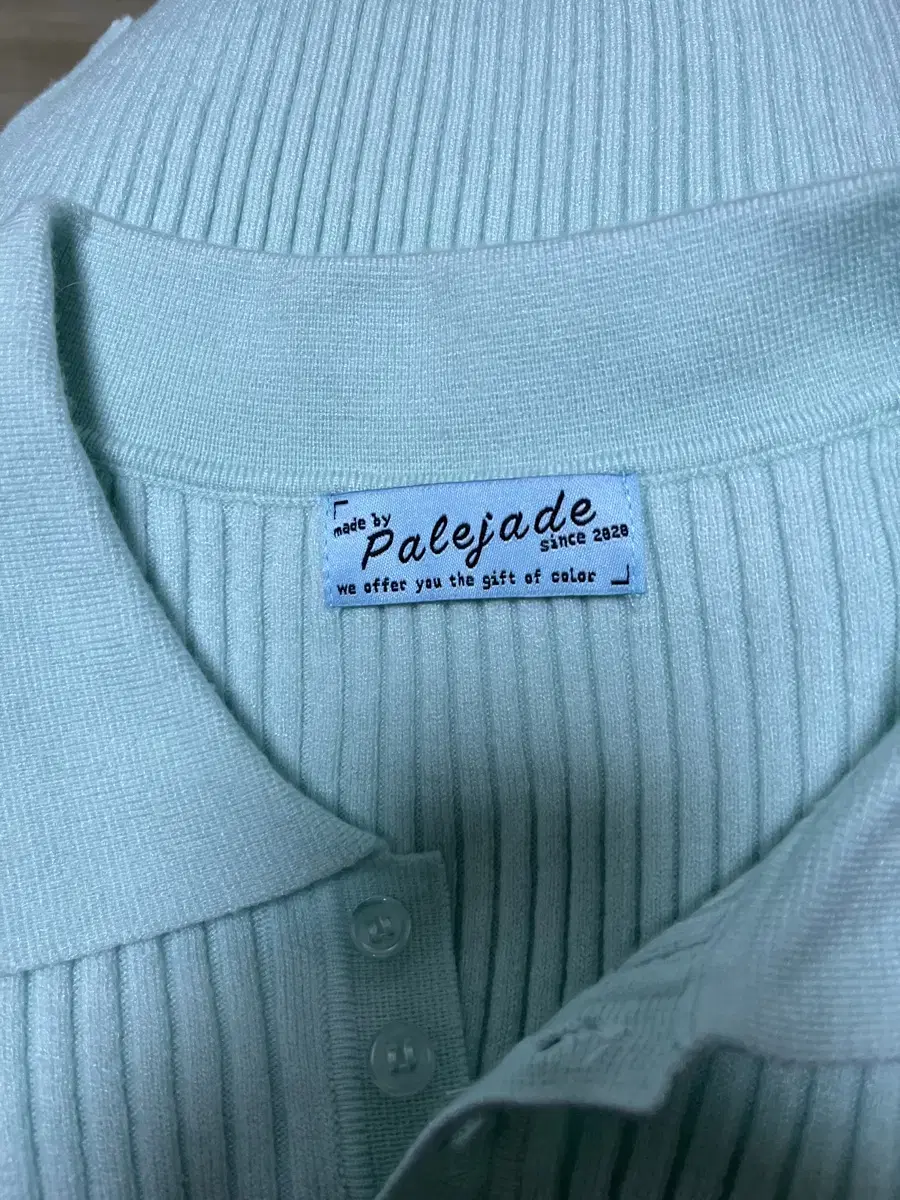 made by
Palejade
since 2020
we offer you the gift of color